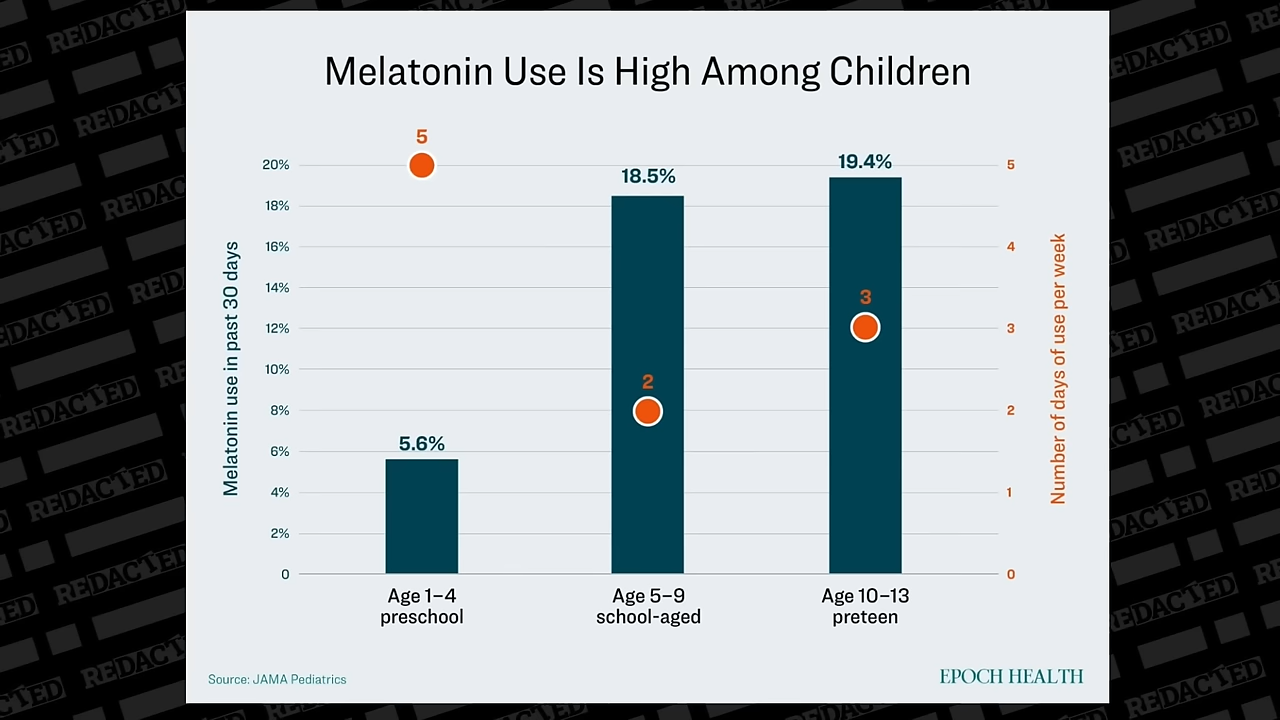 Melatonin Use Is High Among Children
Melatonin use in past 30 days
20%
18%
16%
14%
12%
10%
8%
6%
4%
2%
0
5
5.6%
18.5%
2
19.4%
3
5
4
3
2
1
0
Number of days of use per week
Age 1–4
preschool
Age 5–9
school-aged
Age 10–13
preteen
Source: JAMA Pediatrics
EPOCH HEALTH
REDACTED